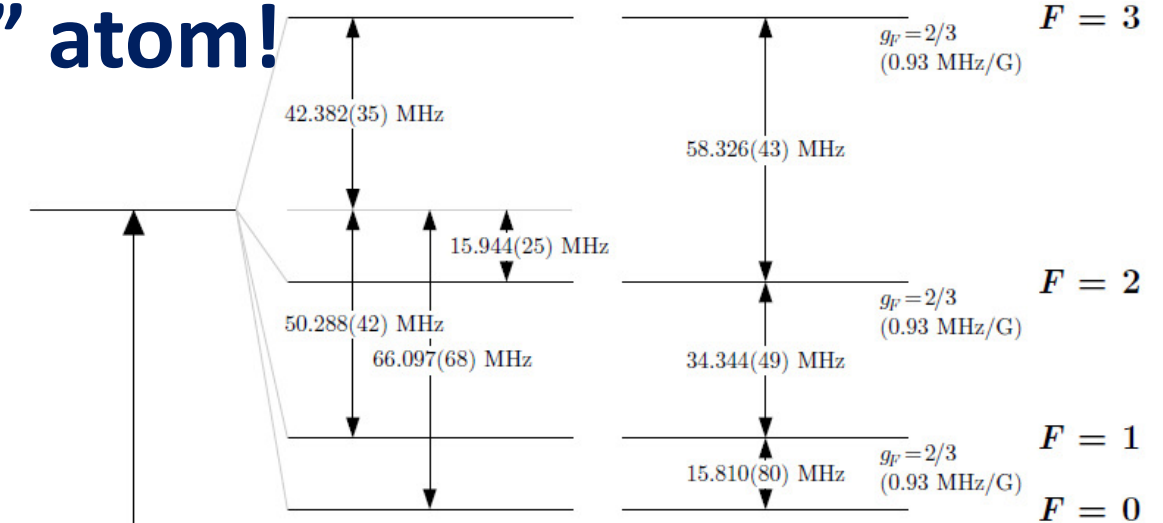 ” atom!
F = 3
g_F = 2/3
(0.93 MHz/G)
42.382(35) MHz
58.326(43) MHz
15.944(25) MHz
F = 2
g_F = 2/3
(0.93 MHz/G)
50.288(42) MHz
66.097(68) MHz
34.344(49) MHz
F = 1
g_F = 2/3
(0.93 MHz/G)
15.810(80) MHz
F = 0